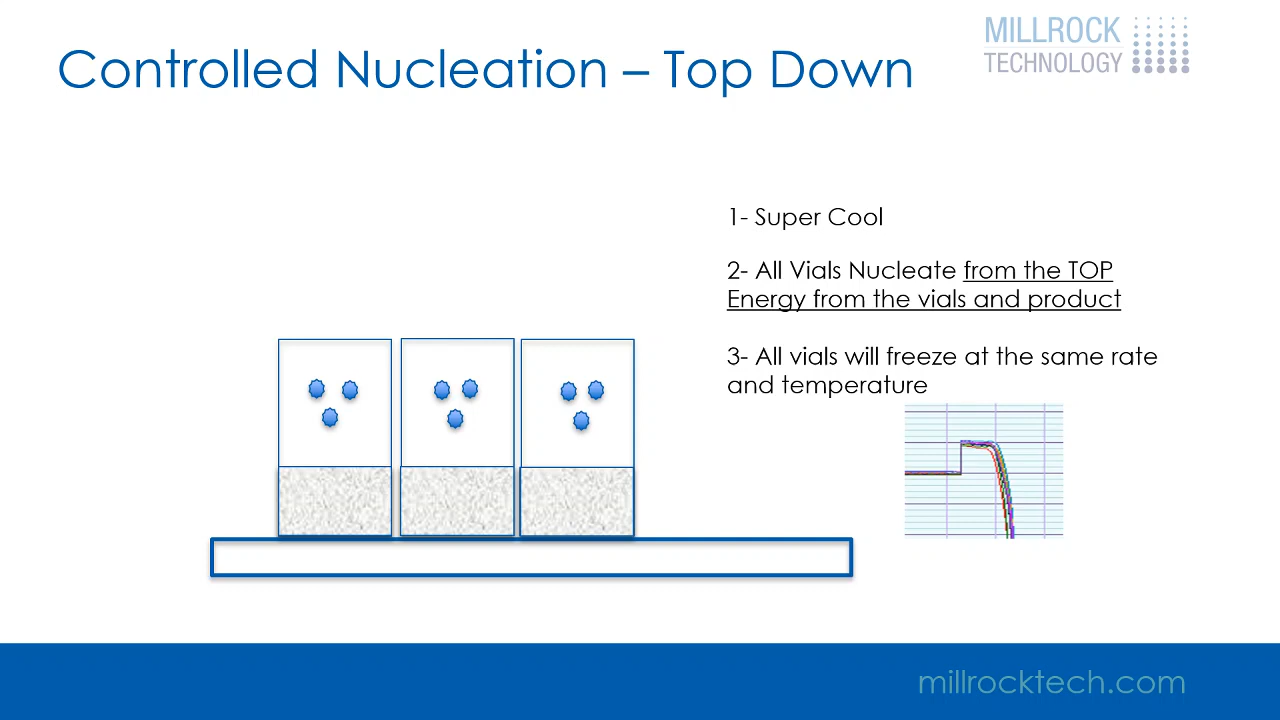 Controlled Nucleation – Top Down
MILLROCK
TECHNOLOGY
1- Super Cool
2- All Vials Nucleate from the TOP
Energy from the vials and product
3- All vials will freeze at the same rate
and temperature
millrocktech.com